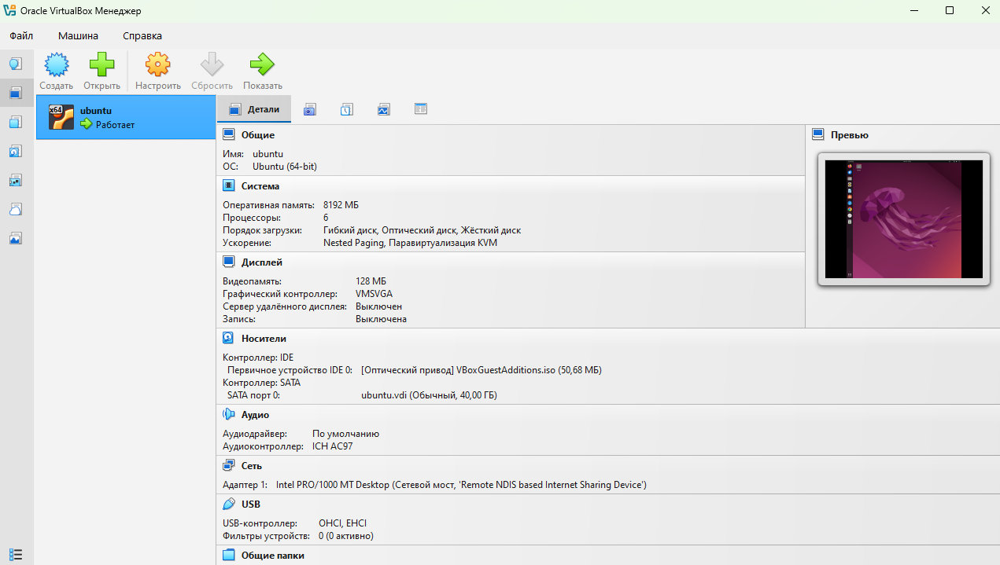 Oracle VirtualBox Менеджер
Файл Машина Справка
Создать Открыть Настроить Сбросить Показать
x64
ubuntu
Работает
Детали
Общие
Имя: ubuntu
ОС: Ubuntu (64-bit)
Превью
Система
Оперативная память: 8192 МБ
Процессоры: 6
Порядок загрузки: Гибкий диск, Оптический диск, Жёсткий диск
Ускорение: Nested Paging, Паравиртуализация KVM
Дисплей
Видеопамять: 128 МБ
Графический контроллер: VMSVGA
Сервер удалённого дисплея: Выключен
Запись: Выключена
Носители
Контроллер: IDE
Первичное устройство IDE 0: [Оптический привод] VBoxGuestAdditions.iso (50,68 МБ)
Контроллер: SATA
SATA порт 0: ubuntu.vdi (Обычный, 40,00 ГБ)
Аудио
Аудиодрайвер: По умолчанию
Аудиоконтроллер: ICH AC97
Сеть
Адаптер 1: Intel PRO/1000 MT Desktop (Сетевой мост, 'Remote NDIS based Internet Sharing Device')
USB
USB-контроллер: OHCI, EHCI
Фильтры устройств: 0 (0 активно)
Общие папки